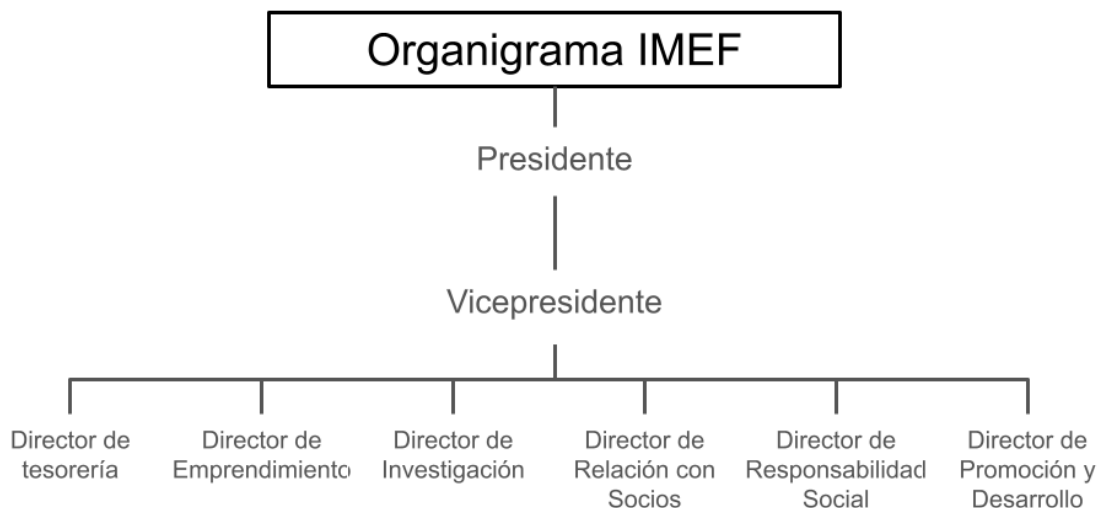 Organigrama IMEF
Presidente
Vicepresidente
Director de
tesorería
Director de
Emprendimiento
Director de
Investigación
Director de
Relación con
Socios
Director de
Responsabilidad
Social
Director de
Promoción y
Desarrollo